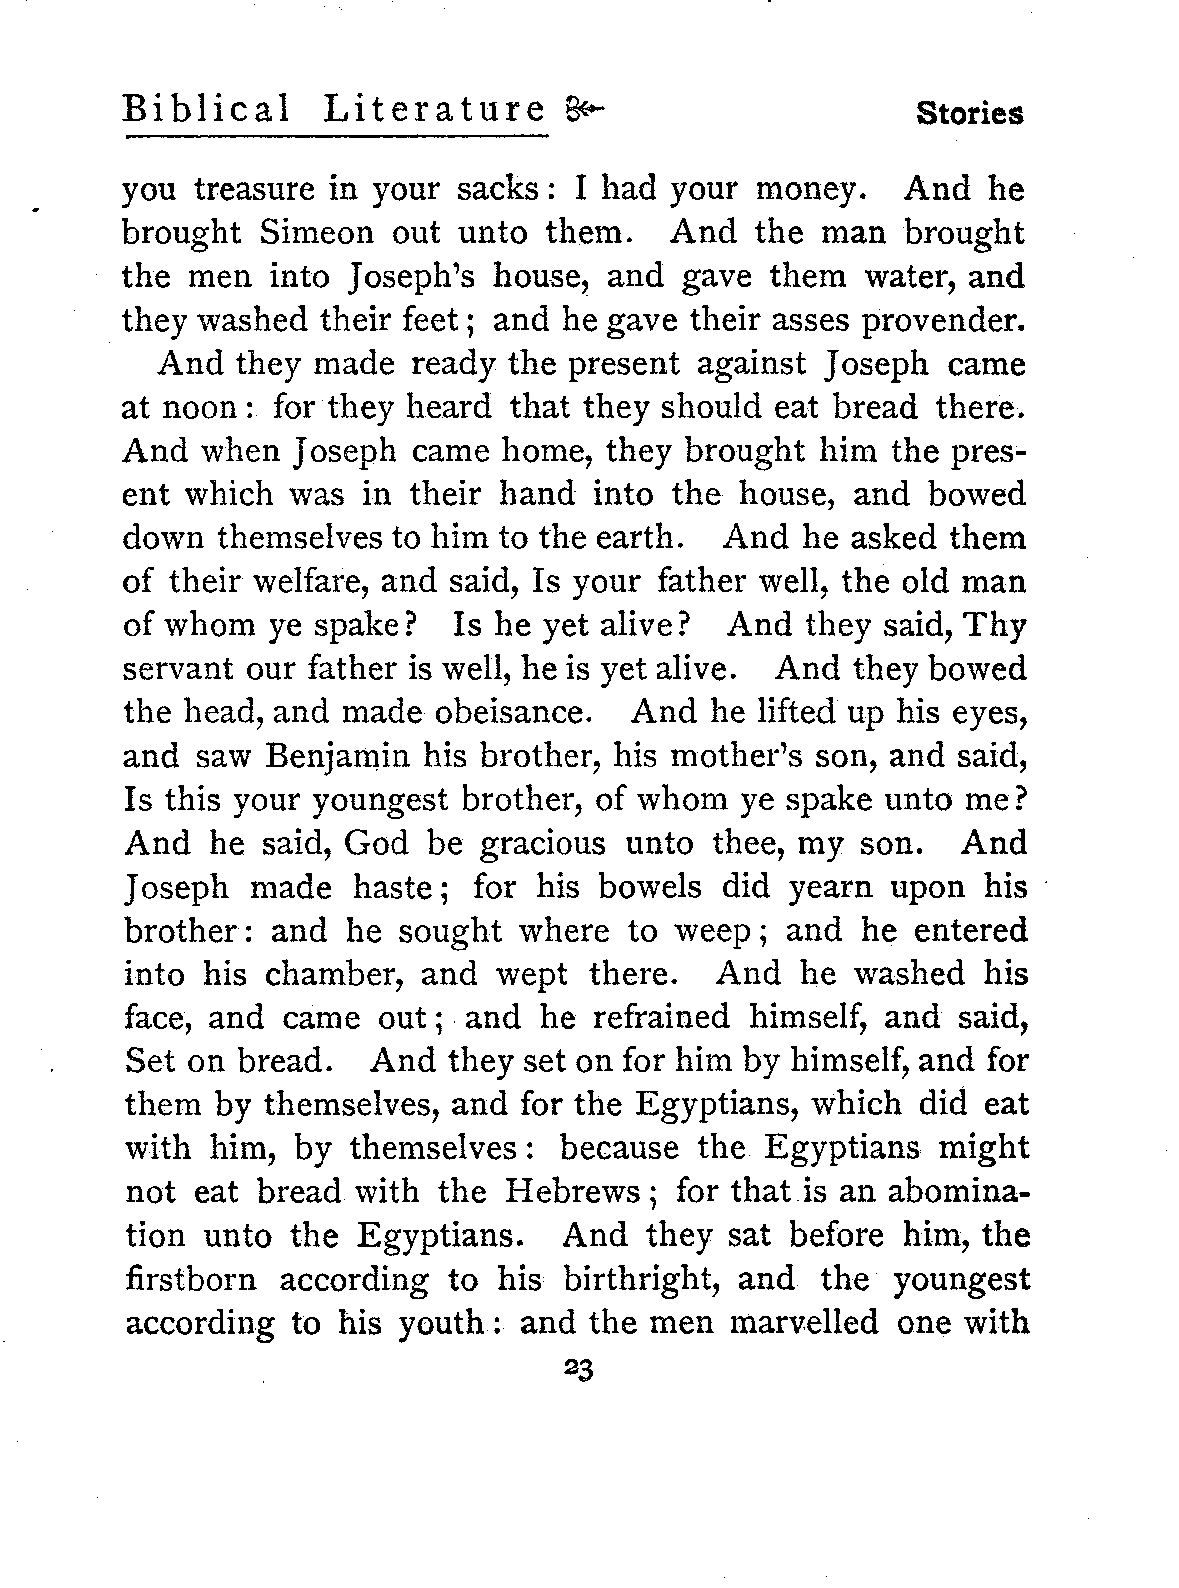 Biblical Literature Stories
you treasure in your sacks: I had your money. And he
brought Simeon out unto them. And the man brought
the men into Joseph's house, and gave them water, and
they washed their feet; and he gave their asses provender.
And they made ready the present against Joseph came
at noon: for they heard that they should eat bread there.
And when Joseph came home, they brought him the pres-
ent which was in their hand into the house, and bowed
down themselves to him to the earth. And he asked them
of their welfare, and said, Is your father well, the old man
of whom ye spake? Is he yet alive? And they said, Thy
servant our father is well, he is yet alive. And they bowed
the head, and made obeisance. And he lifted up his eyes,
and saw Benjamin his brother, his mother's son, and said,
Is this your youngest brother, of whom ye spake unto me?
And he said, God be gracious unto thee, my son. And
Joseph made haste; for his bowels did yearn upon his
brother: and he sought where to weep; and he entered
into his chamber, and wept there. And he washed his
face, and came out; and he refrained himself, and said,
Set on bread. And they set on for him by himself, and for
them by themselves, and for the Egyptians, which did eat
with him, by themselves: because the Egyptians might
not eat bread with the Hebrews; for that is an abomina-
tion unto the Egyptians. And they sat before him, the
firstborn according to his birthright, and the youngest
according to his youth: and the men marvelled one with
23